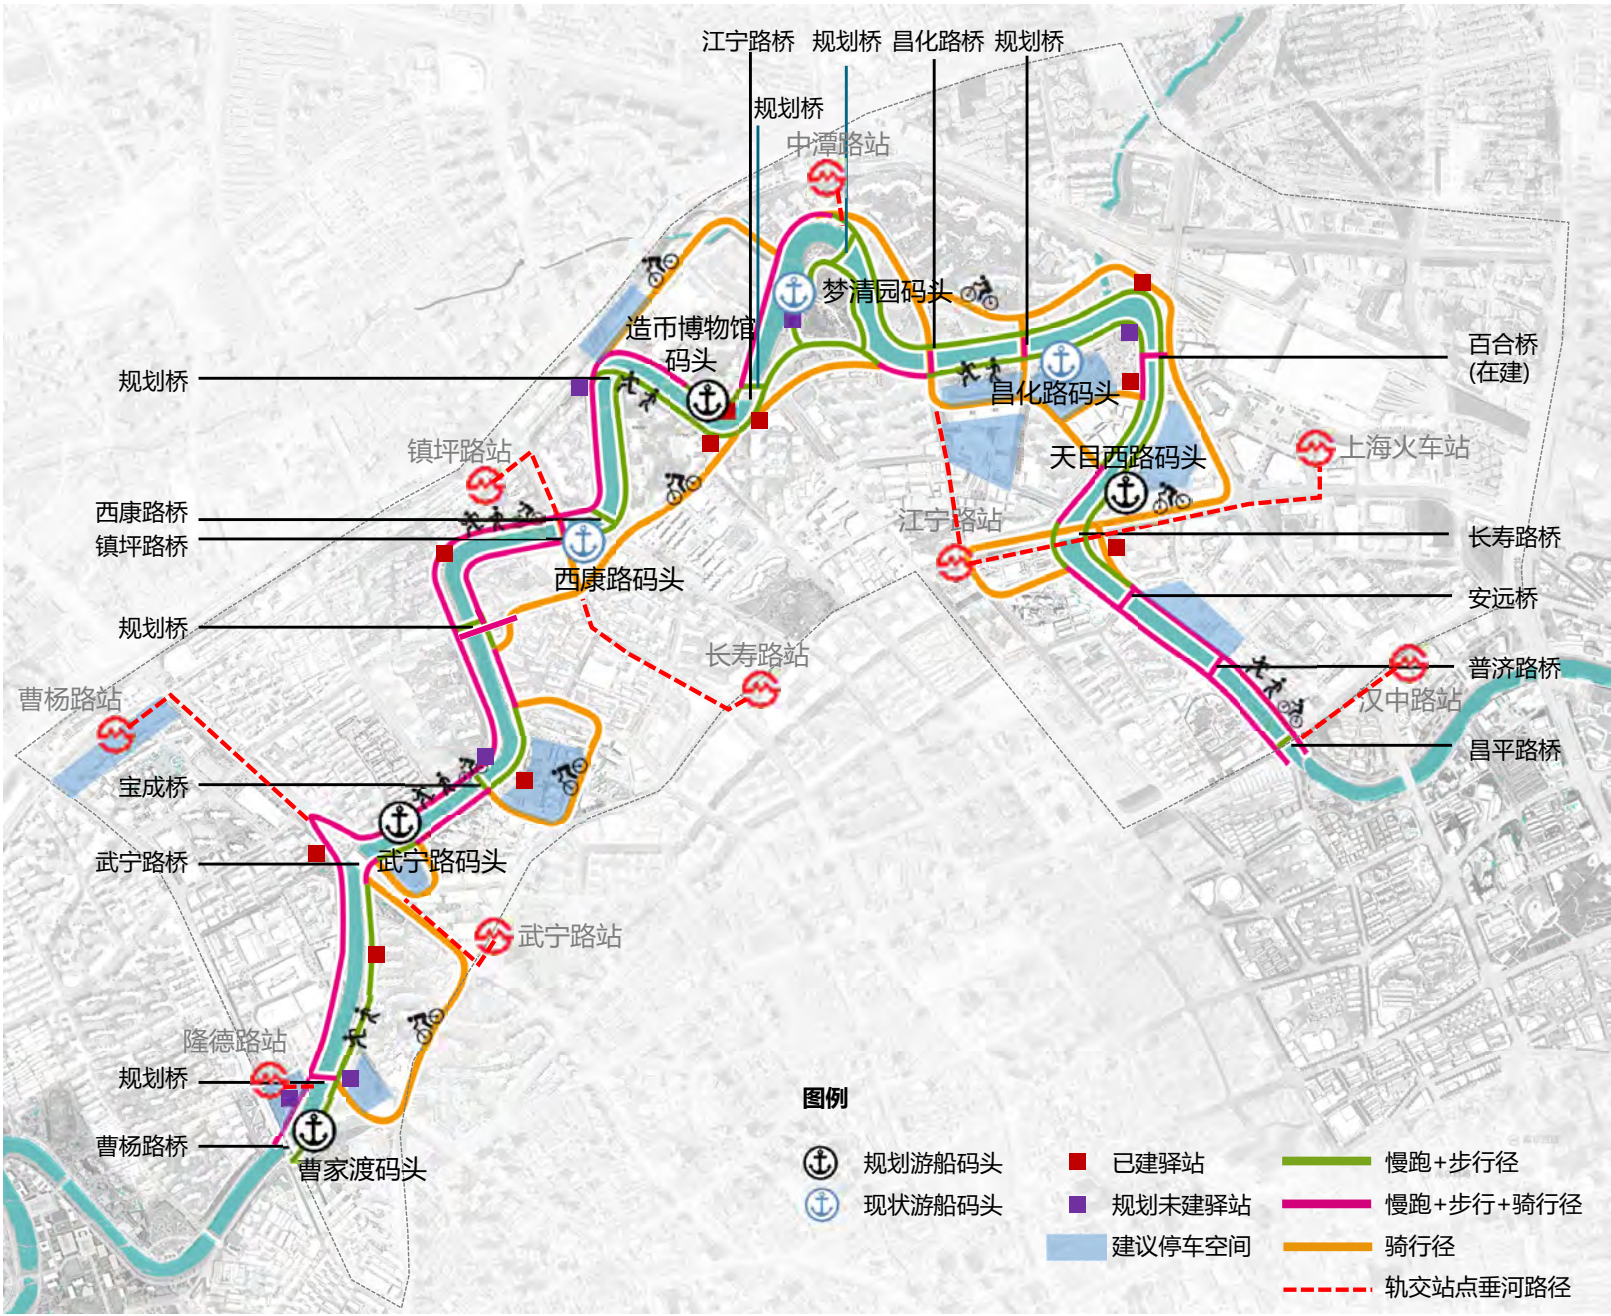 江宁路桥
规划桥
昌化路桥
规划桥
规划桥
中潭路站
梦清园码头
造币博物馆
码头
百合桥
(在建)
规划桥
昌化路码头
镇坪路站
天目西路码头
上海火车站
西康路桥
江宁路站
镇坪路桥
长寿路桥
西康路码头
安远桥
规划桥
长寿路站
普济路桥
曹杨路站
汉中路站
昌平路桥
宝成桥
武宁路桥
武宁路码头
武宁路站
隆德路站
规划桥
曹杨路桥
曹家渡码头
图例
规划游船码头
已建驿站
慢跑+步行径
现状游船码头
规划未建驿站
慢跑+步行+骑行径
建议停车空间
骑行径
轨交站点垂河路径